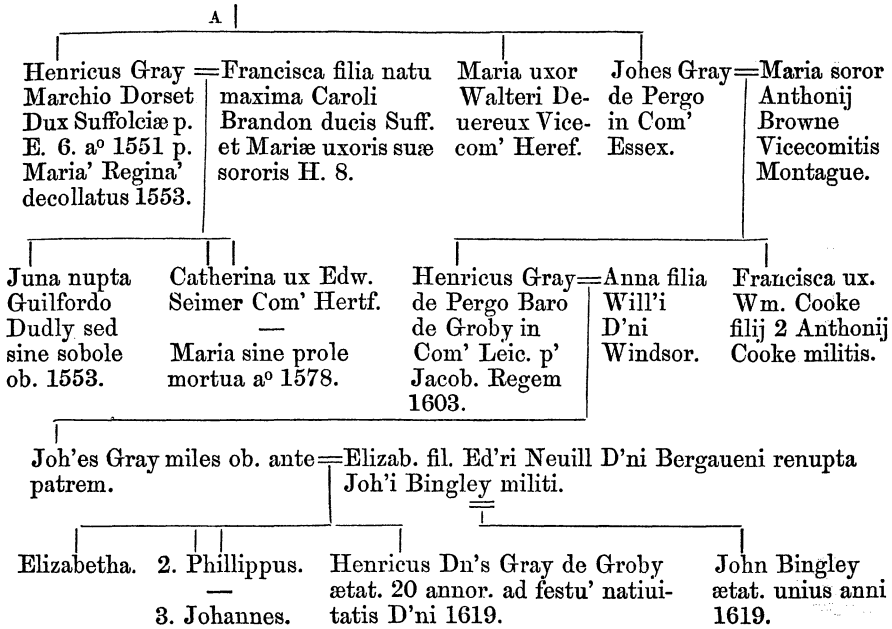 A
Henricus Gray = Francisca filia natu
Marchio Dorset maxima Caroli
Dux Suffolciæ p. Brandon ducis Suff.
E. 6. aº 1551 p. et Mariæ uxoris suæ
Maria' Regina' sororis H. 8.
decollatus 1553.
Maria uxor
Walteri De-
uereux Vice-
com' Heref.
Johes Gray = Maria soror
de Pergo Anthonij
in Com' Browne
Essex. Vicecomitis
Montague.
Juna nupta
Guilfordo
Dudly sed
sine sobole
ob. 1553.
Catherina ux Edw.
Seimer Com' Hertf.
—
Maria sine prole
mortua aº 1578.
Henricus Gray = Anna filia
de Pergo Baro Will'i
de Groby in D'ni
Com' Leic. p' Windsor.
Jacob. Regem
1603.
Francisca ux.
Wm. Cooke
filij 2 Anthonij
Cooke militis.
Joh'es Gray miles ob. ante = Elizab. fil. Ed'ri Neuill D'ni Bergaueni renupta
patrem. Joh'i Bingley militi.
Elizabetha.
2. Phillippus.
—
3. Johannes.
Henricus Dn's Gray de Groby
ætat. 20 annor. ad festu' natiui-
tatis D'ni 1619.
John Bingley
ætat. unius anni
1619.